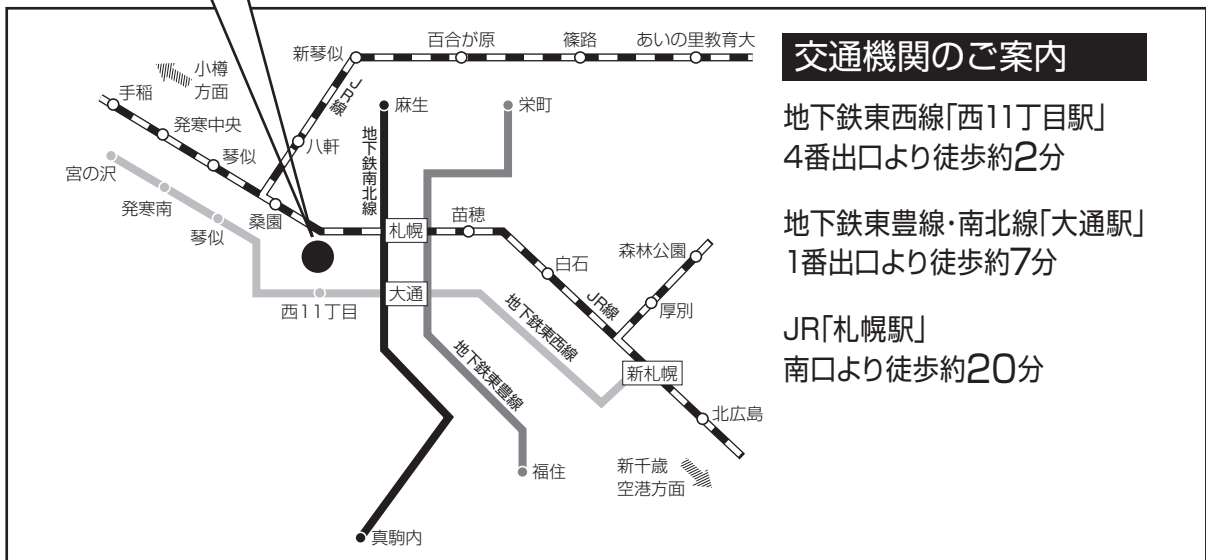 新琴似
百合が原
篠路
あいの里教育大
小樽
方面
手稲
JR線
麻生
栄町
発寒中央
八軒
地下鉄南北線
琴似
宮の沢
発寒南
桑園
琴似
札幌
苗穂
森林公園
白石
西11丁目
大通
JR線
厚別
地下鉄東西線
地下鉄東豊線
新札幌
北広島
新千歳
空港方面
福住
真駒内
交通機関のご案内
地下鉄東西線「西11丁目駅」
4番出口より徒歩約2分
地下鉄東豊線・南北線「大通駅」
1番出口より徒歩約7分
JR「札幌駅」
南口より徒歩約20分